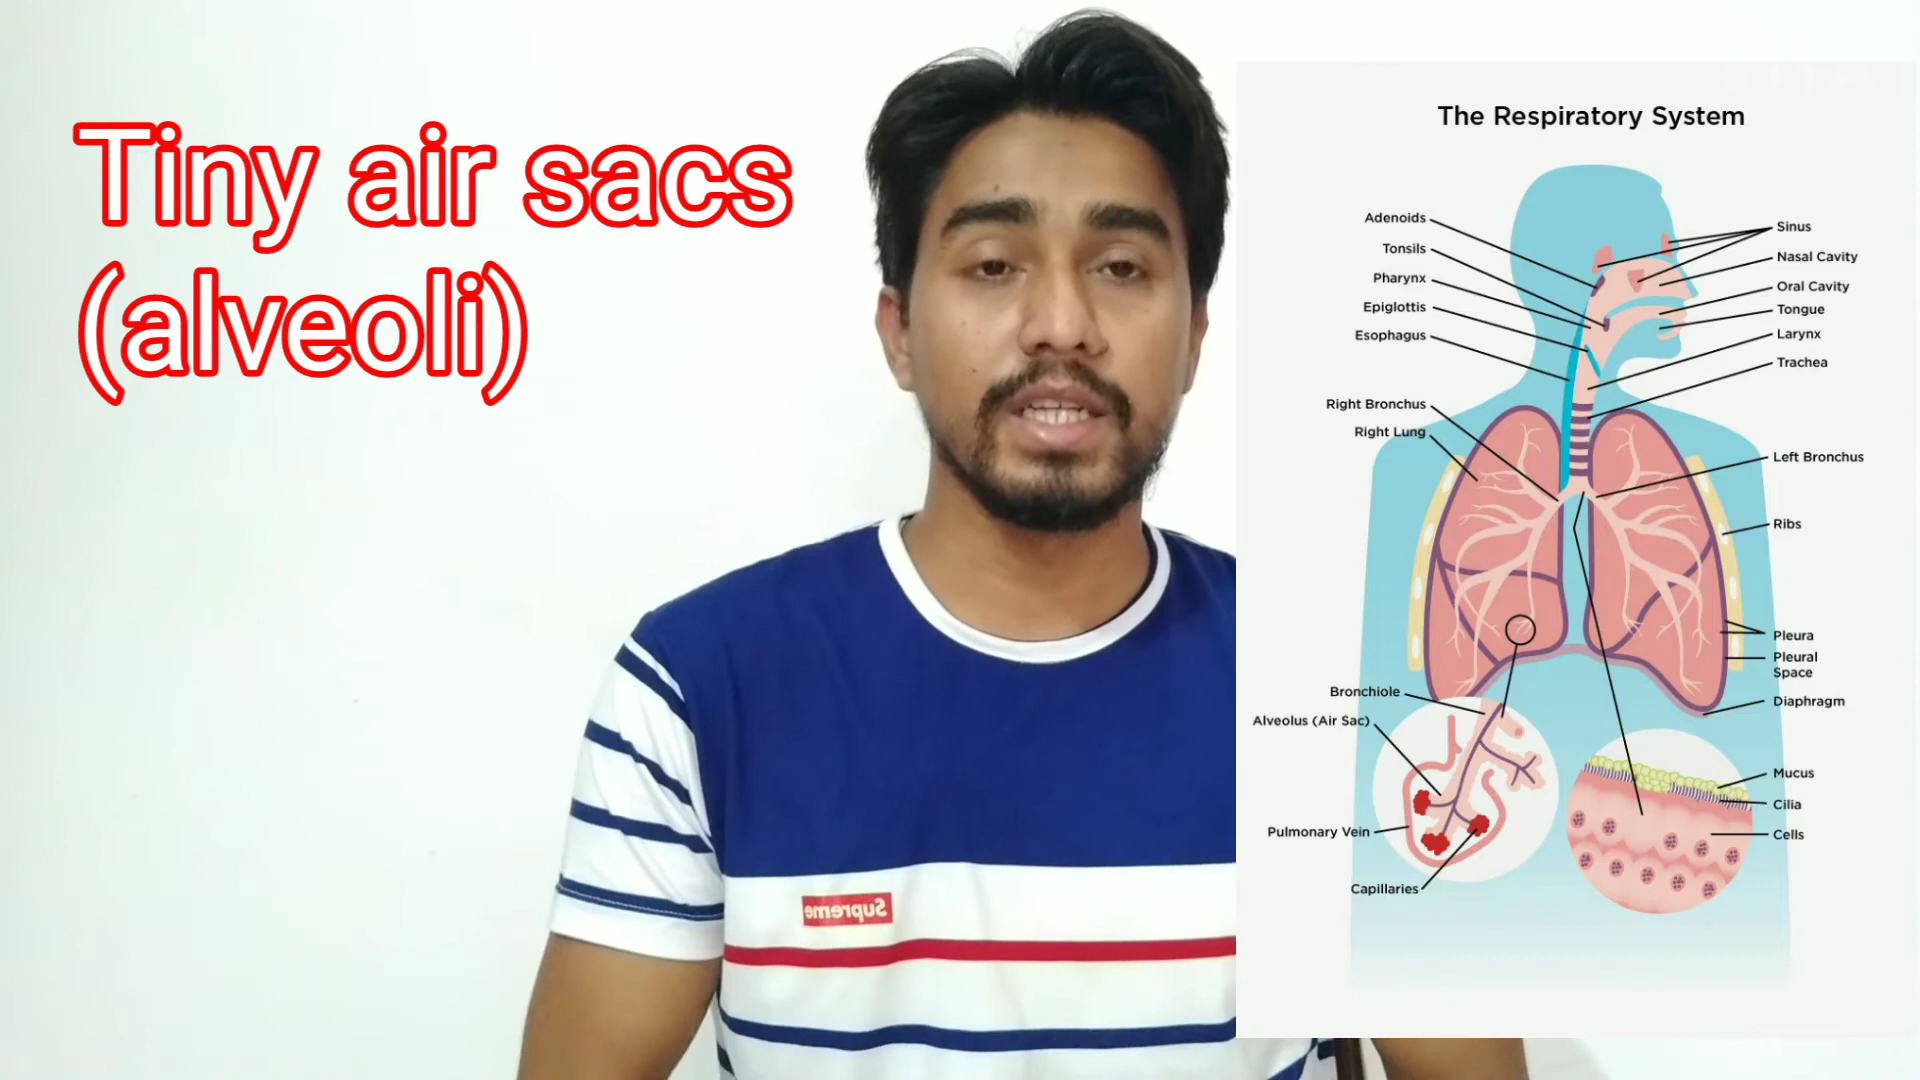 Tiny air sacs
(alveoli)
The Respiratory System
Adenoids
Tonsils
Pharynx
Epiglottis
Esophagus
Right Bronchus
Right Lung
Sinus
Nasal Cavity
Oral Cavity
Tongue
Larynx
Trachea
Left Bronchus
Ribs
Pleura
Pleural
Space
Diaphragm
Bronchiole
Alveolus (Air Sac)
Pulmonary Vein
Capillaries
Mucus
Cilia
Cells
Supreme